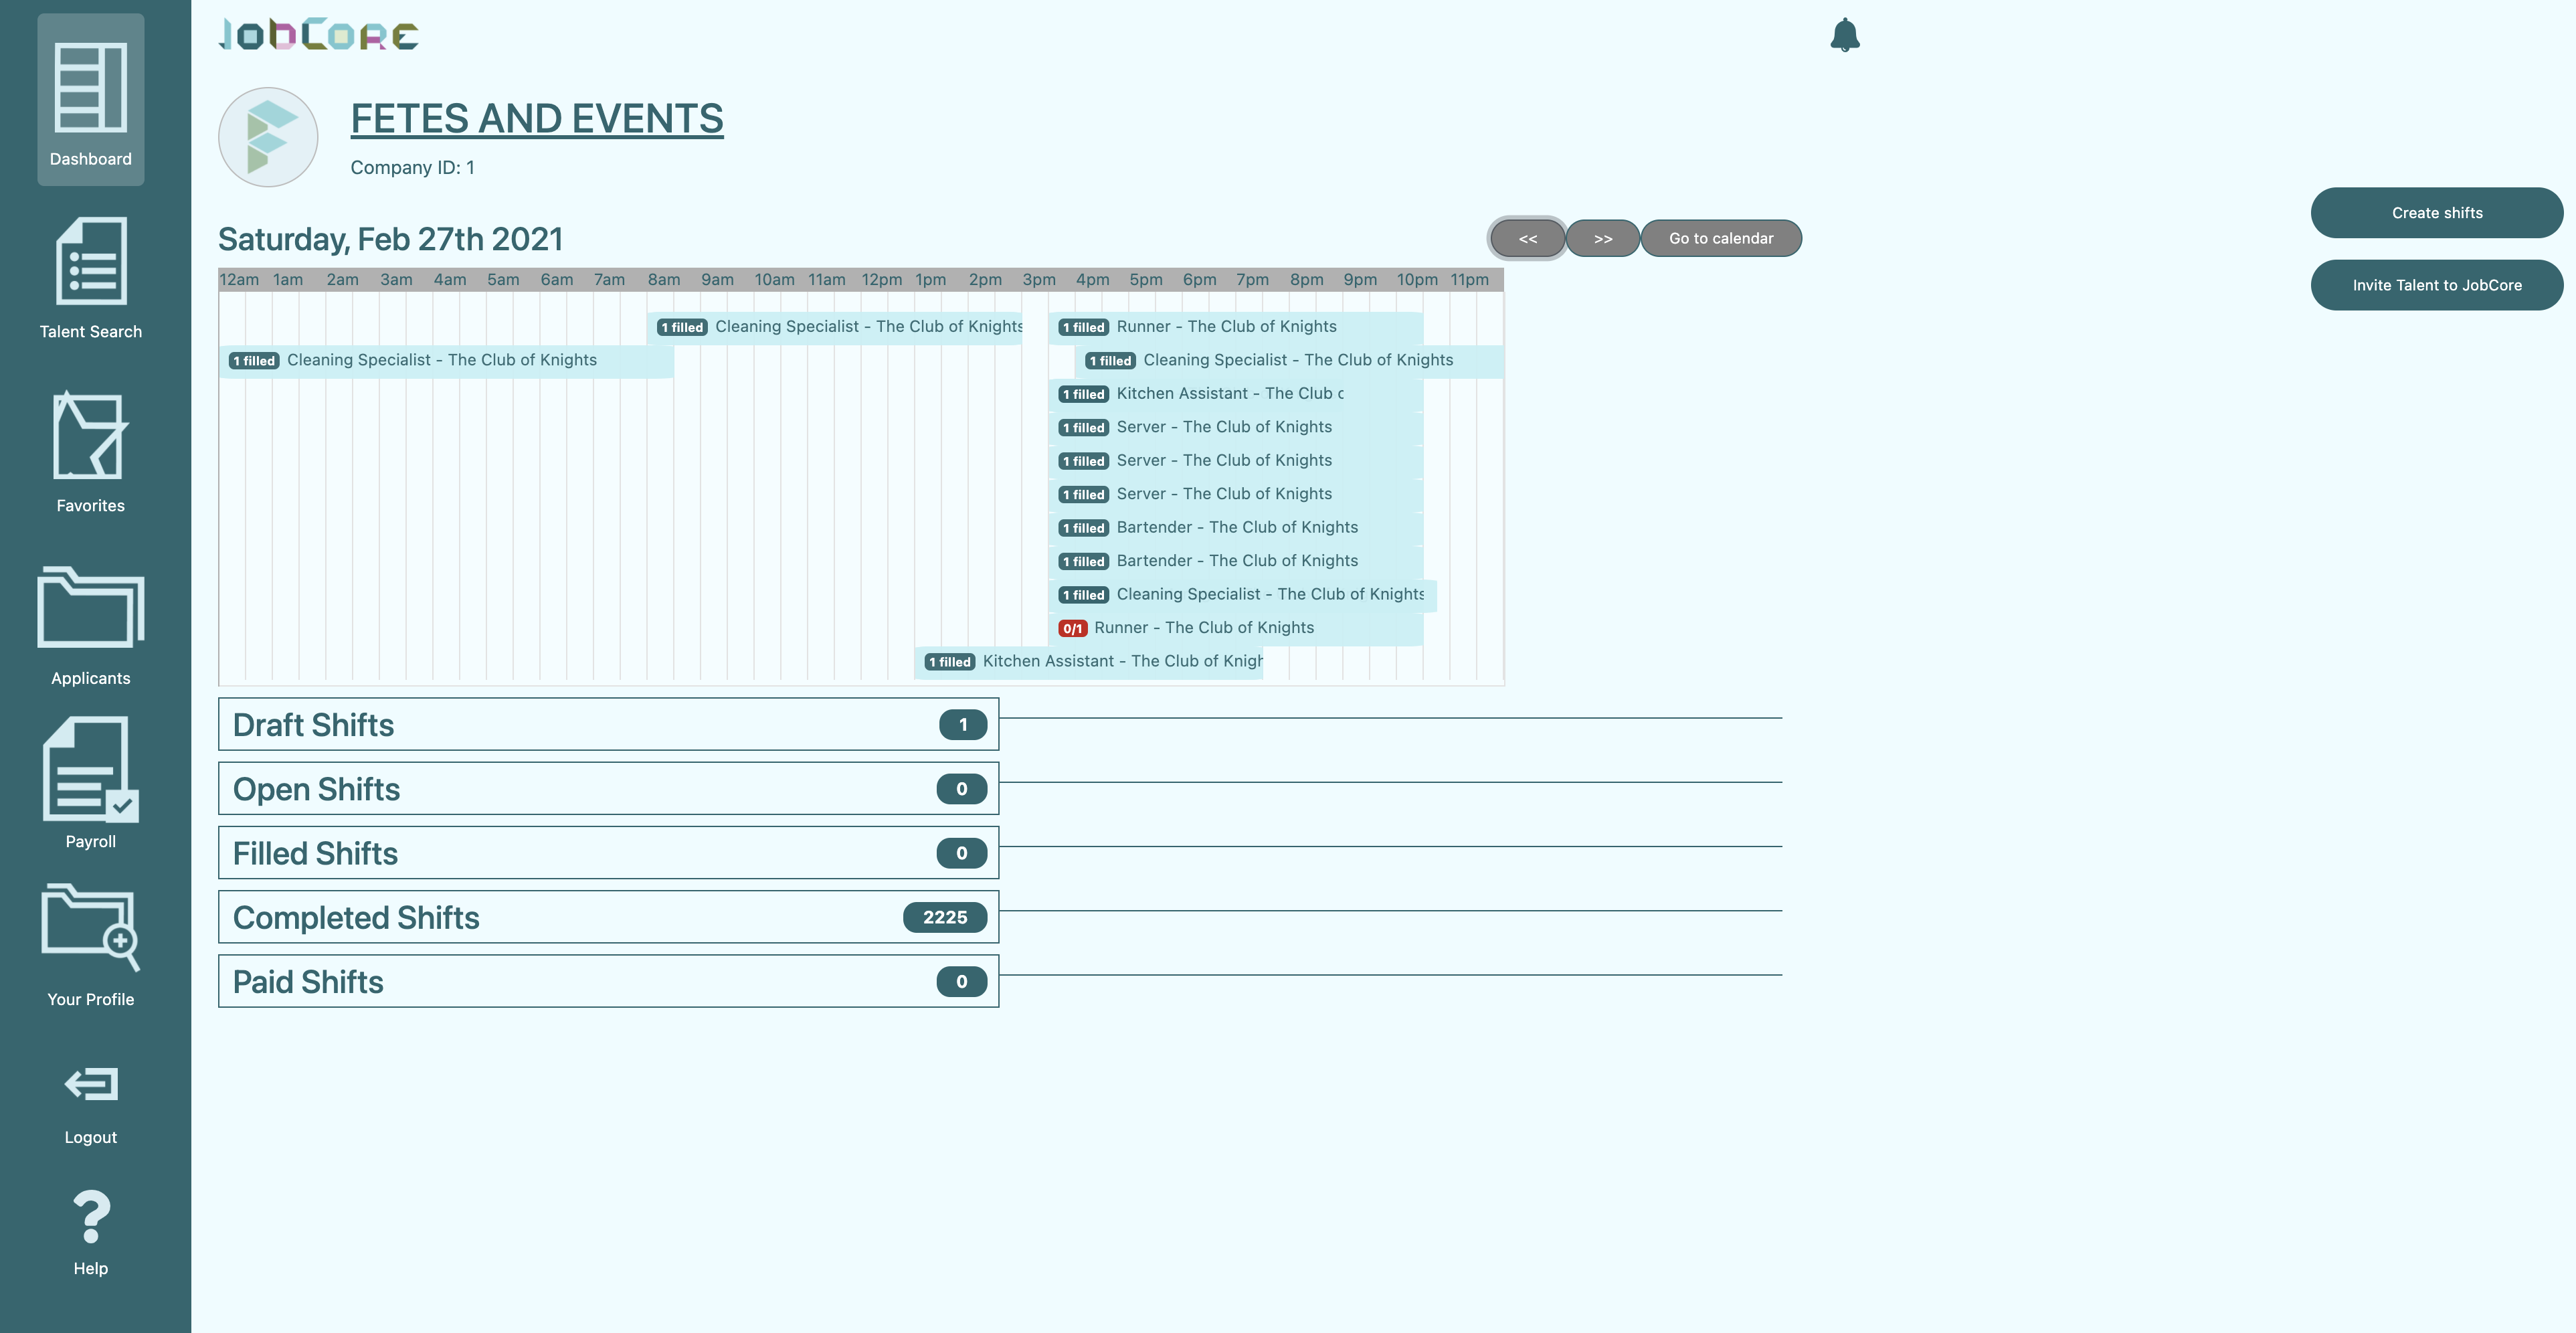 JobCore
Dashboard
Talent Search
Favorites
Applicants
Payroll
Your Profile
Logout
Help
FETES AND EVENTS
Company ID: 1
Create shifts
Invite Talent to JobCore
Saturday, Feb 27th 2021
<< >> Go to calendar
12am 1am 2am 3am 4am 5am 6am 7am 8am 9am 10am 11am 12pm 1pm 2pm 3pm 4pm 5pm 6pm 7pm 8pm 9pm 10pm 11pm
1 filled Cleaning Specialist - The Club of Knights 1 filled Runner - The Club of Knights
1 filled Cleaning Specialist - The Club of Knights 1 filled Cleaning Specialist - The Club of Knights
1 filled Kitchen Assistant - The Club
1 filled Server - The Club of Knights
1 filled Server - The Club of Knights
1 filled Server - The Club of Knights
1 filled Bartender - The Club of Knights
1 filled Bartender - The Club of Knights
1 filled Cleaning Specialist - The Club of Knights
0/1 Runner - The Club of Knights
1 filled Kitchen Assistant - The Club of Knigh
Draft Shifts 1
Open Shifts 0
Filled Shifts 0
Completed Shifts 2225
Paid Shifts 0